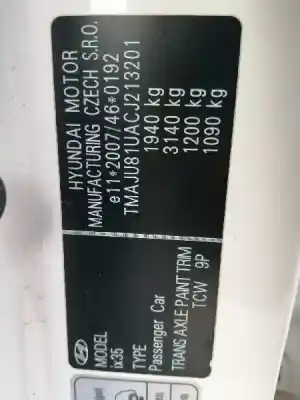 HYUNDAI MOTOR
MANUFACTURING CZECH S.R.O.
e11*2007/46*0192
TMAJU81UACJ213201
1940 kg
3140 kg
1200 kg
1090 kg
MODEL
ix35
TYPE
Passenger Car
TRANS AXLE PAINT TRIM
TCW 9P